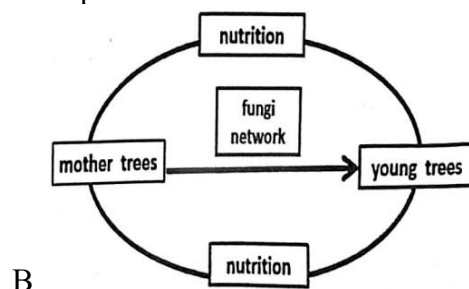 nutrition
fungi
network
mother trees
young trees
nutrition
B